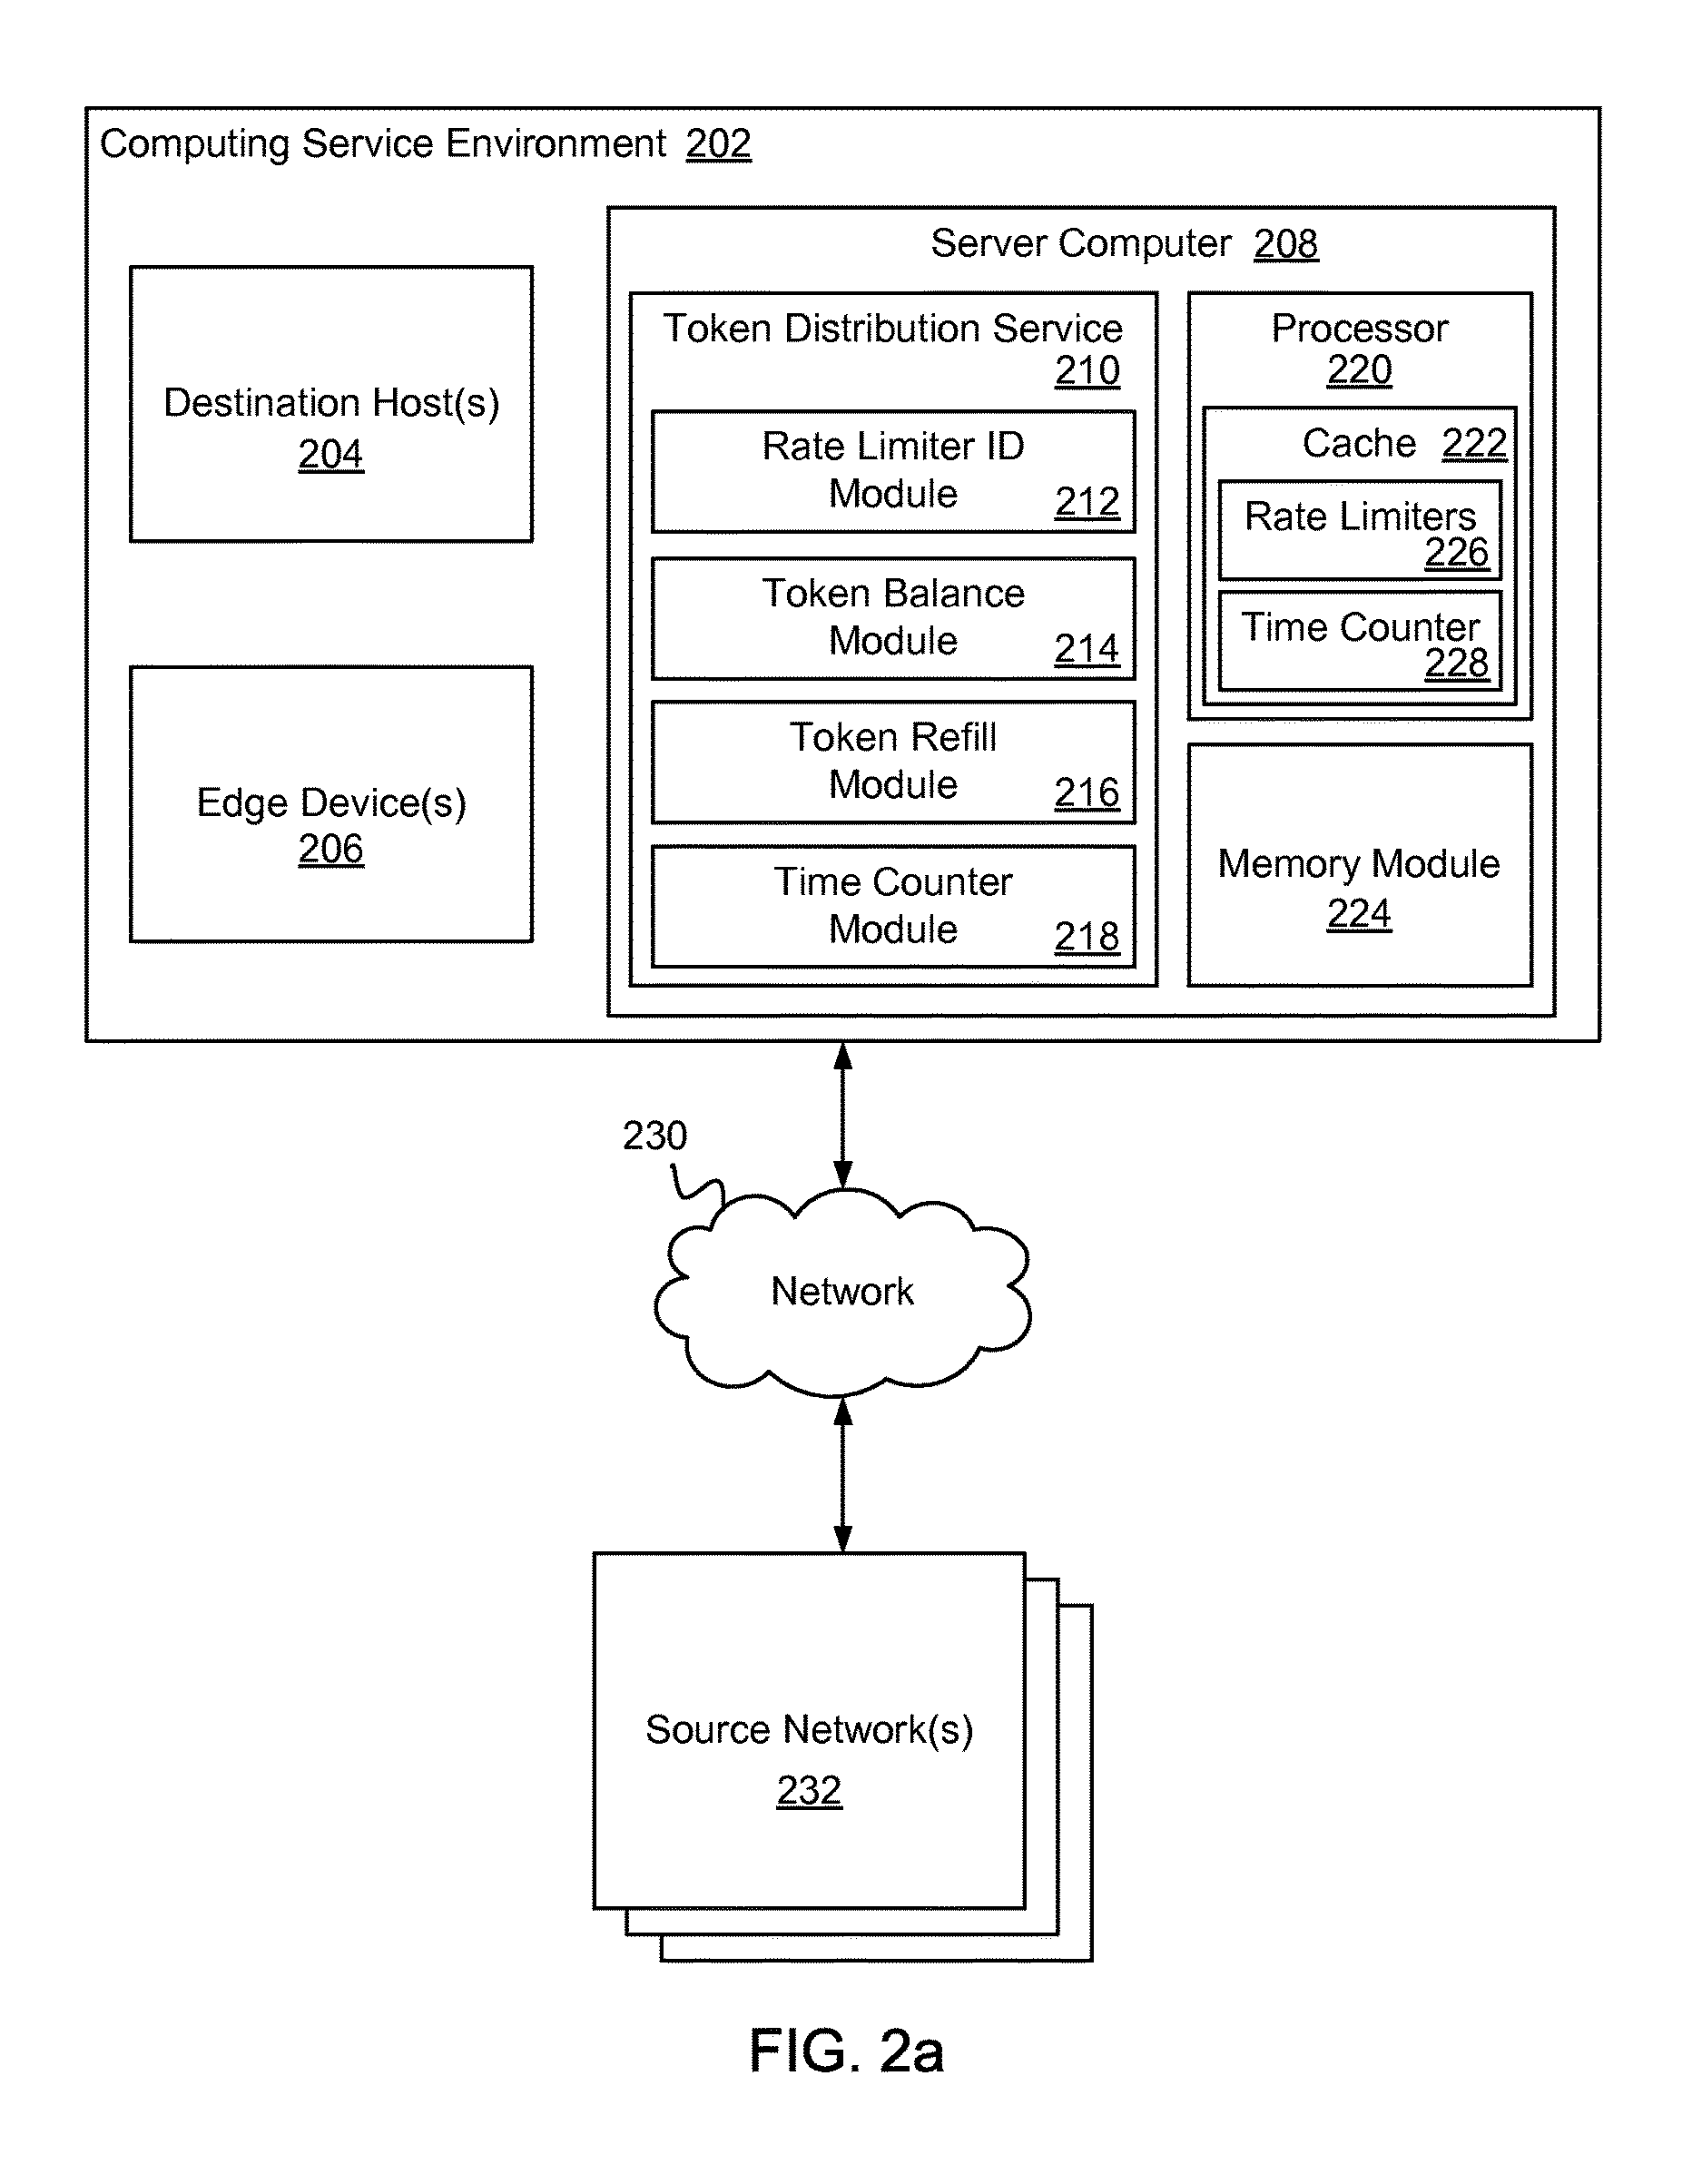 Computing Service Environment 202
Destination Host(s)
204
Edge Device(s)
206
Server Computer 208
Token Distribution Service
210
Rate Limiter ID
Module 212
Token Balance
Module 214
Token Refill
Module 216
Time Counter
Module 218
Processor
220
Cache 222
Rate Limiters
226
Time Counter
228
Memory Module
224
230
Network
Source Network(s)
232
FIG. 2a